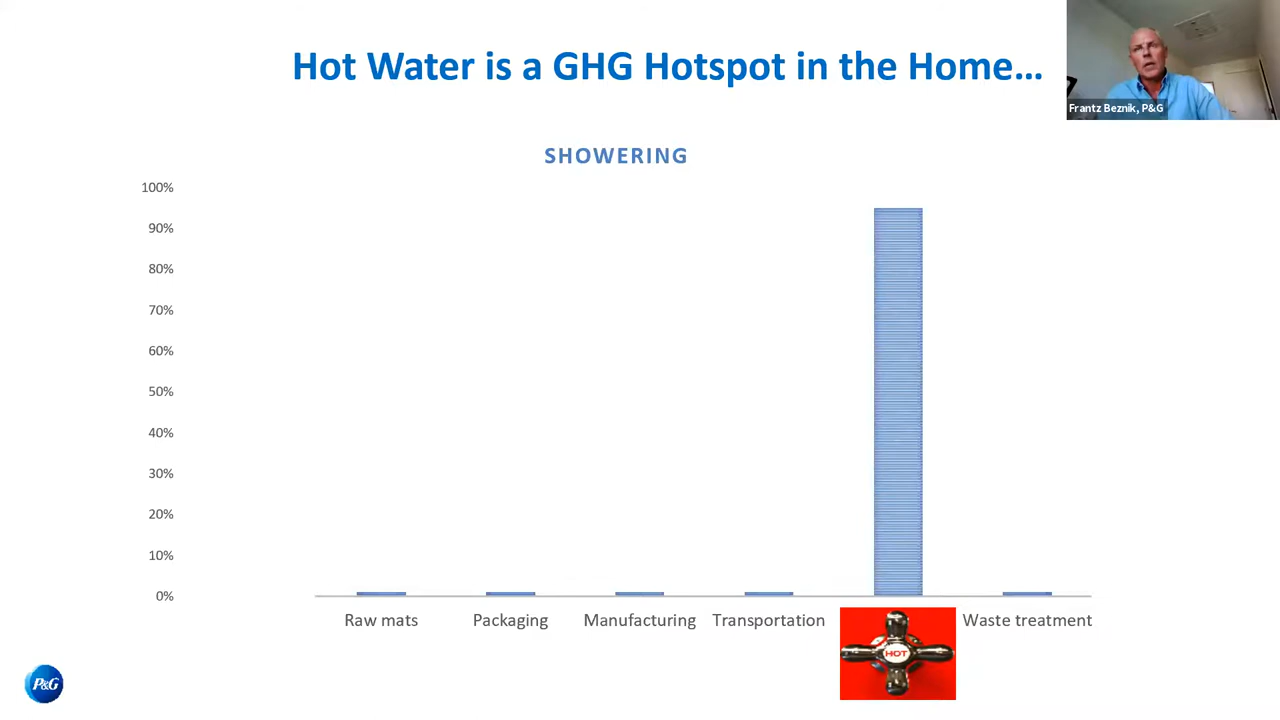 Hot Water is a GHG Hotspot in the Home...
Frantz Beznik, P&G
SHOWERING
100%
90%
80%
70%
60%
50%
40%
30%
20%
10%
0%
Raw mats
Packaging
Manufacturing
Transportation
HOT
Waste treatment
P&G